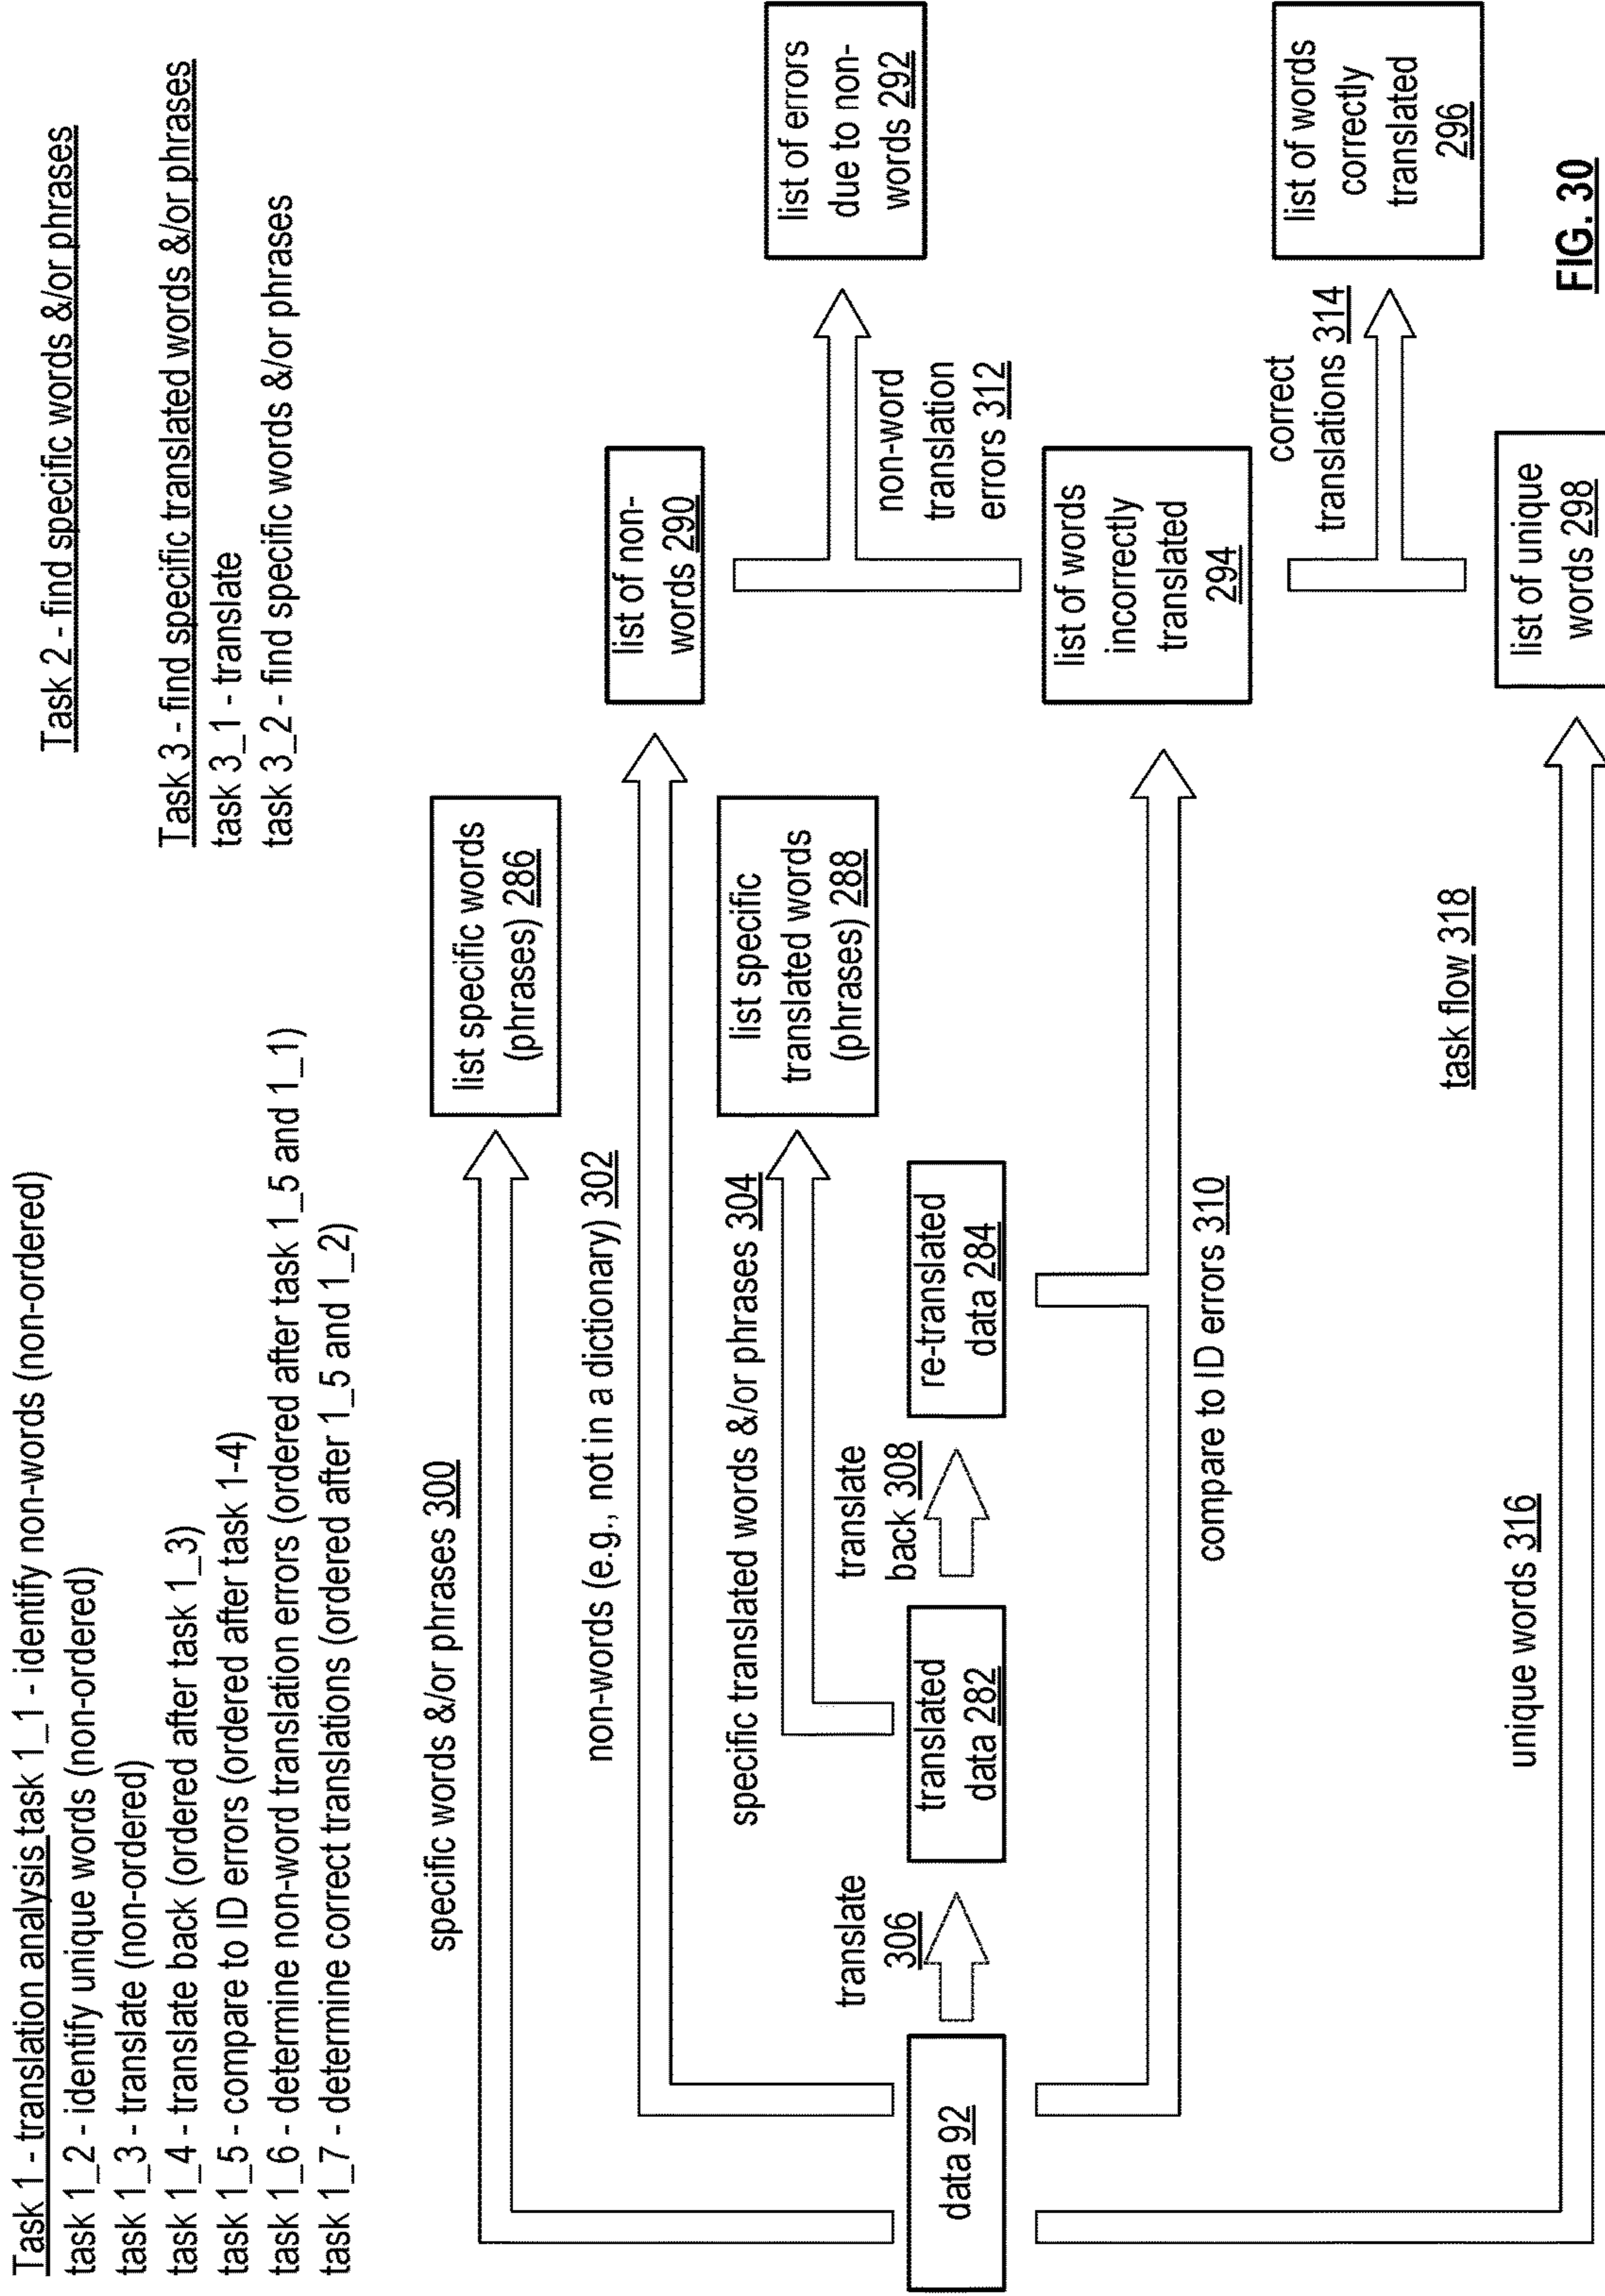 Task 1 - translation analysis task 1_1 - identify non-words (non-ordered)
task 1_2 - identify unique words (non-ordered)
task 1_3 - translate (non-ordered)
task 1_4 - translate back (ordered after task 1_3)
task 1_5 - compare to ID errors (ordered after task 1-4)
task 1_6 - determine non-word translation errors (ordered after task 1_5 and 1_1)
task 1_7 - determine correct translations (ordered after 1_5 and 1_2)
Task 2 - find specific words &/or phrases
Task 3 - find specific translated words &/or phrases
task 3_1 - translate
task 3_2 - find specific words &/or phrases
specific words &/or phrases 300
list specific words
(phrases) 286
non-words (e.g., not in a dictionary) 302
list of non-
words 290
list of errors
due to non-
words 292
specific translated words &/or phrases 304
list specific
translated words
(phrases) 288
non-word
translation
errors 312
data 92
translate
306
translated
data 282
translate
back 308
re-translated
data 284
compare to ID errors 310
list of words
incorrectly
translated
294
correct
translations 314
list of words
correctly
translated
296
task flow 318
unique words 316
list of unique
words 298
FIG. 30